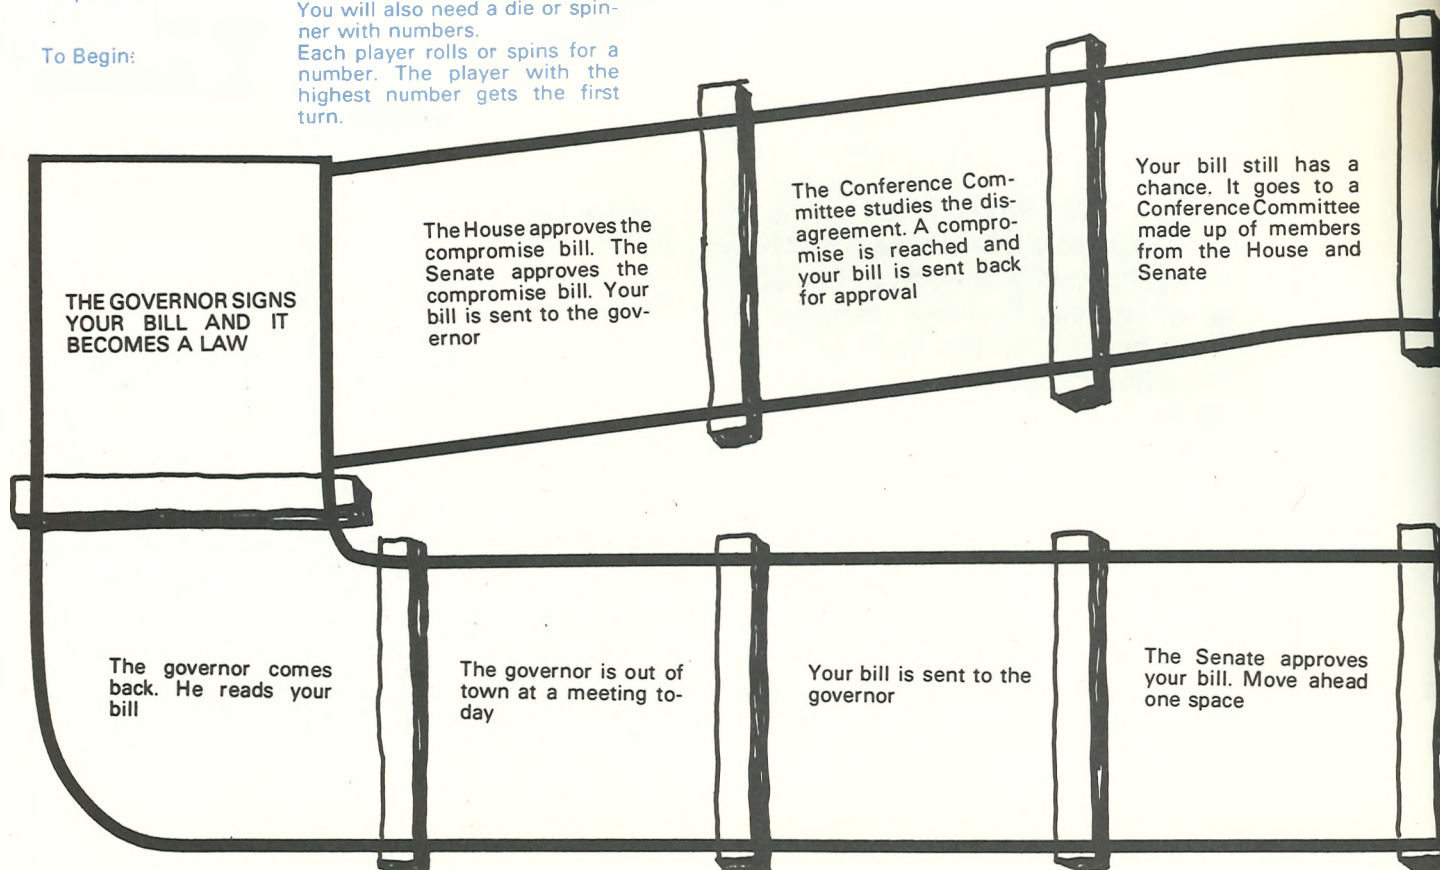 You will also need a die or spin-
ner with numbers.
To Begin:
Each player rolls or spins for a
number. The player with the
highest number gets the first
turn.
THE GOVERNOR SIGNS
YOUR BILL AND IT
BECOMES A LAW
The House approves the
compromise bill. The
Senate approves the
compromise bill. Your
bill is sent to the gov-
ernor
The Conference Com-
mittee studies the dis-
agreement. A compro-
mise is reached and
your bill is sent back
for approval
Your bill still has a
chance. It goes to a
Conference Committee
made up of members
from the House and
Senate
The governor comes
back. He reads your
bill
The governor is out of
town at a meeting to-
day
Your bill is sent to the
governor
The Senate approves
your bill. Move ahead
one space